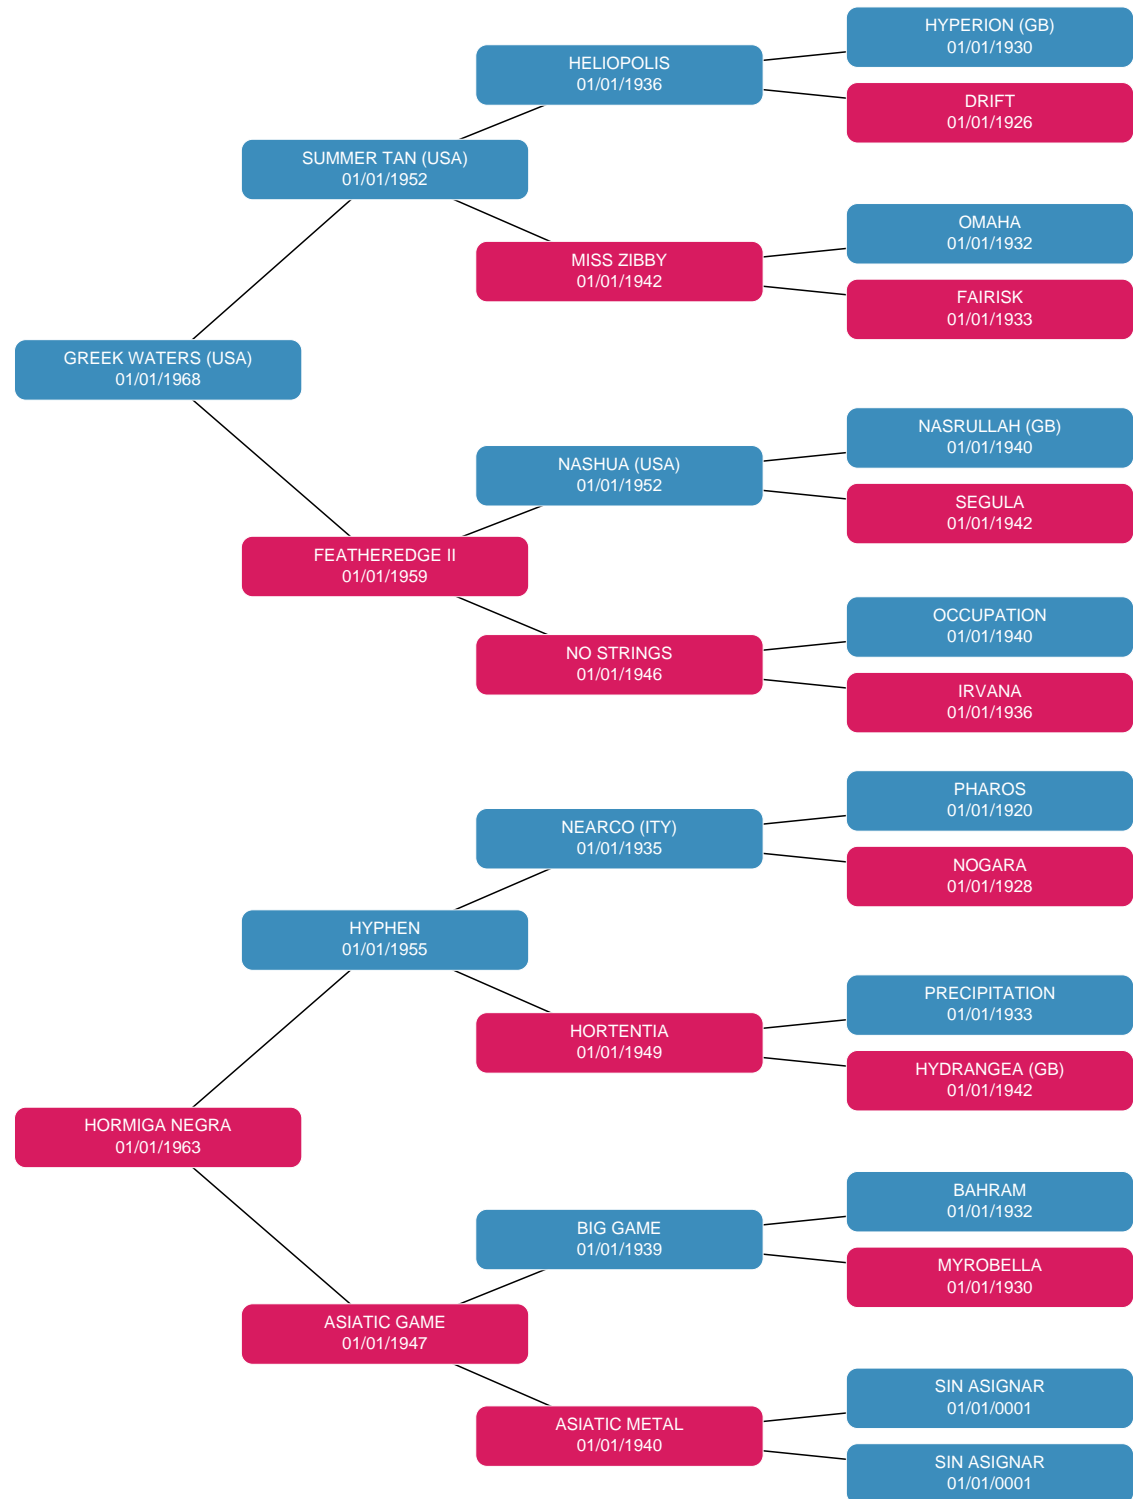 HYPERION (GB)
01/01/1930
HELIOPOLIS
01/01/1936
DRIFT
01/01/1926
SUMMER TAN (USA)
01/01/1952
OMAHA
01/01/1932
MISS ZIBBY
01/01/1942
FAIRISK
01/01/1933
GREEK WATERS (USA)
01/01/1968
NASRULLAH (GB)
01/01/1940
NASHUA (USA)
01/01/1952
SEGULA
01/01/1942
FEATHEREDGE II
01/01/1959
OCCUPATION
01/01/1940
NO STRINGS
01/01/1946
IRVANA
01/01/1936
PHAROS
01/01/1920
NEARCO (ITY)
01/01/1935
NOGARA
01/01/1928
HYPHEN
01/01/1955
PRECIPITATION
01/01/1933
HORTENTIA
01/01/1949
HYDRANGEA (GB)
01/01/1942
HORMIGA NEGRA
01/01/1963
BAHRAM
01/01/1932
BIG GAME
01/01/1939
MYROBELLA
01/01/1930
ASIATIC GAME
01/01/1947
SIN ASIGNAR
01/01/0001
ASIATIC METAL
01/01/1940
SIN ASIGNAR
01/01/0001